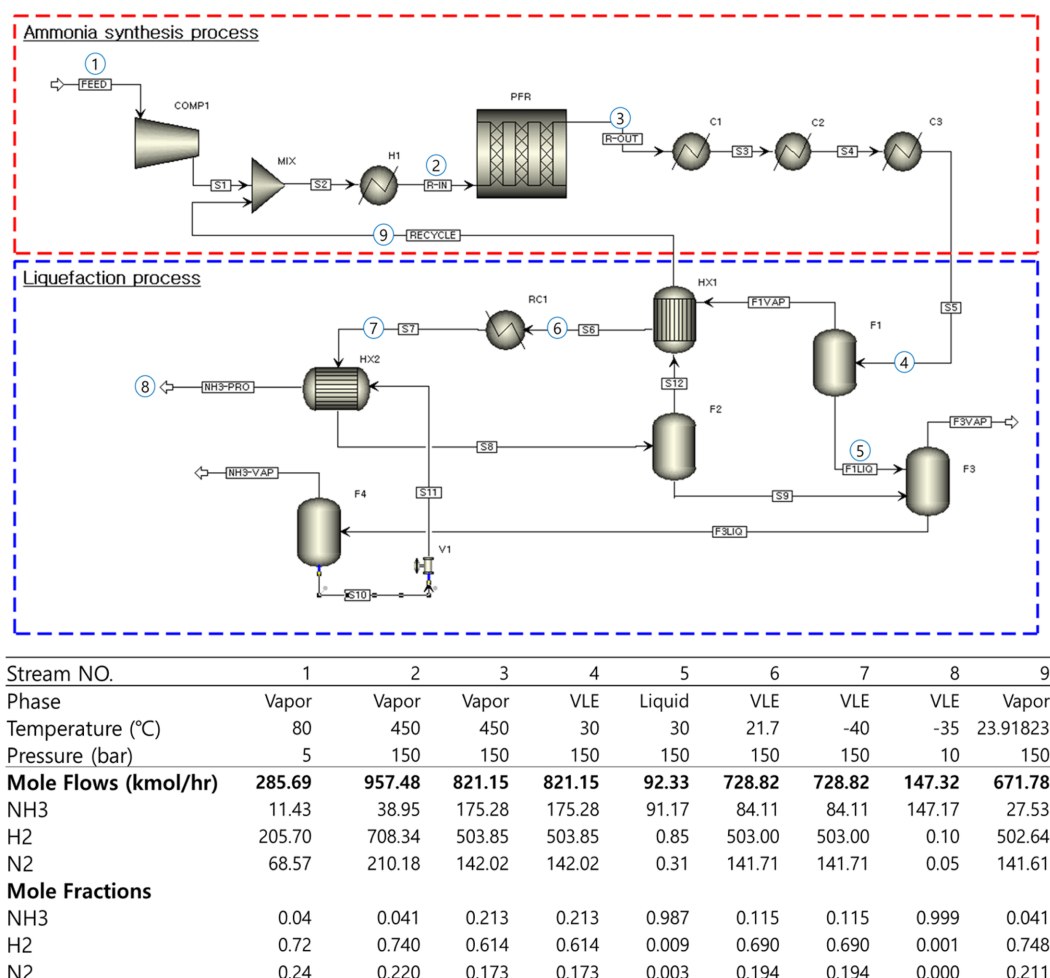 Ammonia synthesis process
1
FEED
COMP1
MIX
S1
S2
H1
2
R-IN
PFR
3
R-OUT
C1
S3
C2
S4
C3
9
RECYCLE
Liquefaction process
HX1
F1VAP
S5
RC1
7
S7
6
S6
F1
4
HX2
8
NH3-PRO
S12
F2
F3VAP
S8
5
F1LIQ
F3
NH3-VAP
S11
S9
F4
F3LIQ
V1
S10
Stream NO. 1 2 3 4 5 6 7 8 9
Phase Vapor Vapor Vapor VLE Liquid VLE VLE VLE Vapor
Temperature (℃) 80 450 450 30 30 21.7 -40 -35 23.91823
Pressure (bar) 5 150 150 150 150 150 150 10 150
Mole Flows (kmol/hr) 285.69 957.48 821.15 821.15 92.33 728.82 728.82 147.32 671.78
NH3 11.43 38.95 175.28 175.28 91.17 84.11 84.11 147.17 27.53
H2 205.70 708.34 503.85 503.85 0.85 503.00 503.00 0.10 502.64
N2 68.57 210.18 142.02 142.02 0.31 141.71 141.71 0.05 141.61
Mole Fractions
NH3 0.04 0.041 0.213 0.213 0.987 0.115 0.115 0.999 0.041
H2 0.72 0.740 0.614 0.614 0.009 0.690 0.690 0.001 0.748
N2 0.24 0.220 0.173 0.173 0.003 0.194 0.194 0.000 0.211